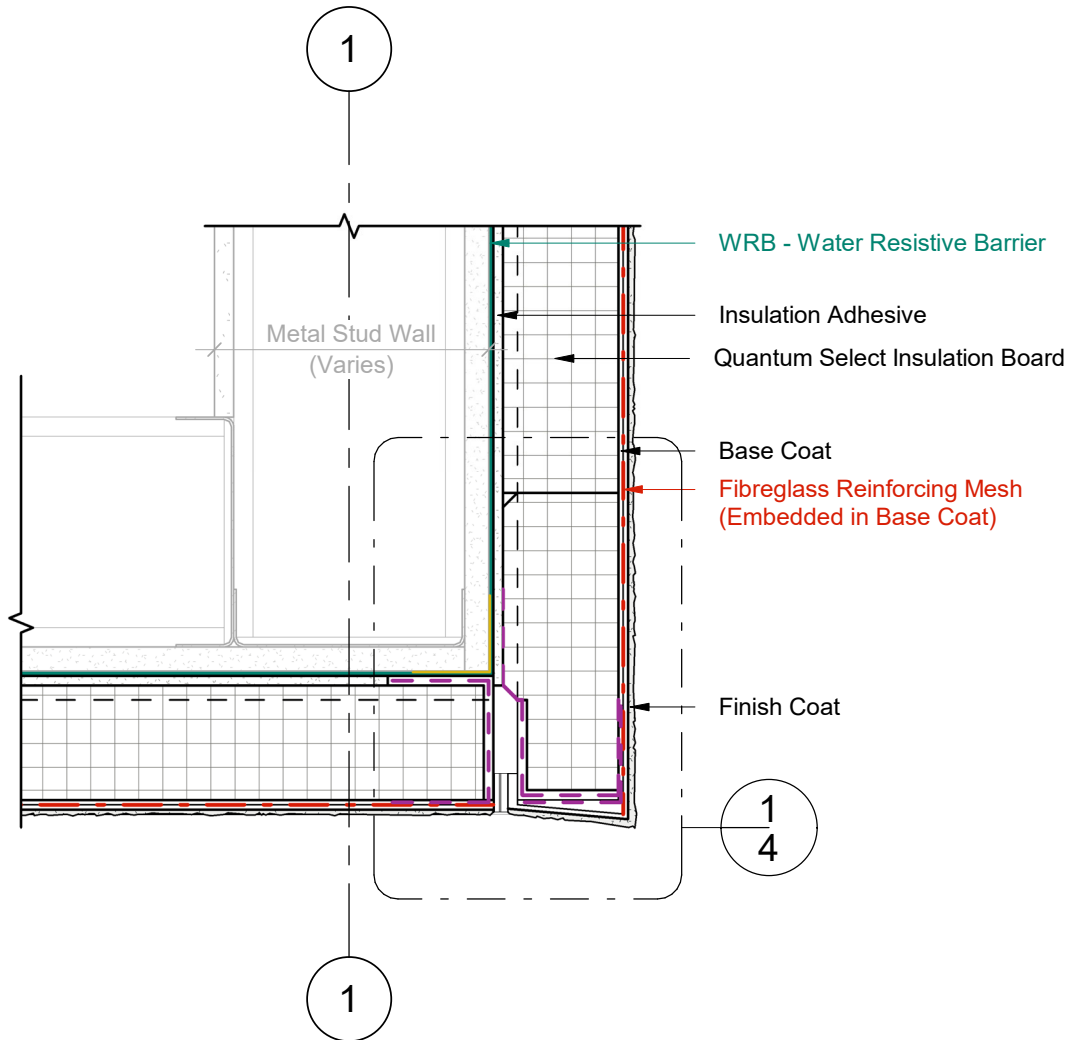 1
WRB - Water Resistive Barrier
Insulation Adhesive
Metal Stud Wall
(Varies)
Quantum Select Insulation Board
Base Coat
Fibreglass Reinforcing Mesh
(Embedded in Base Coat)
Finish Coat
1
4
1